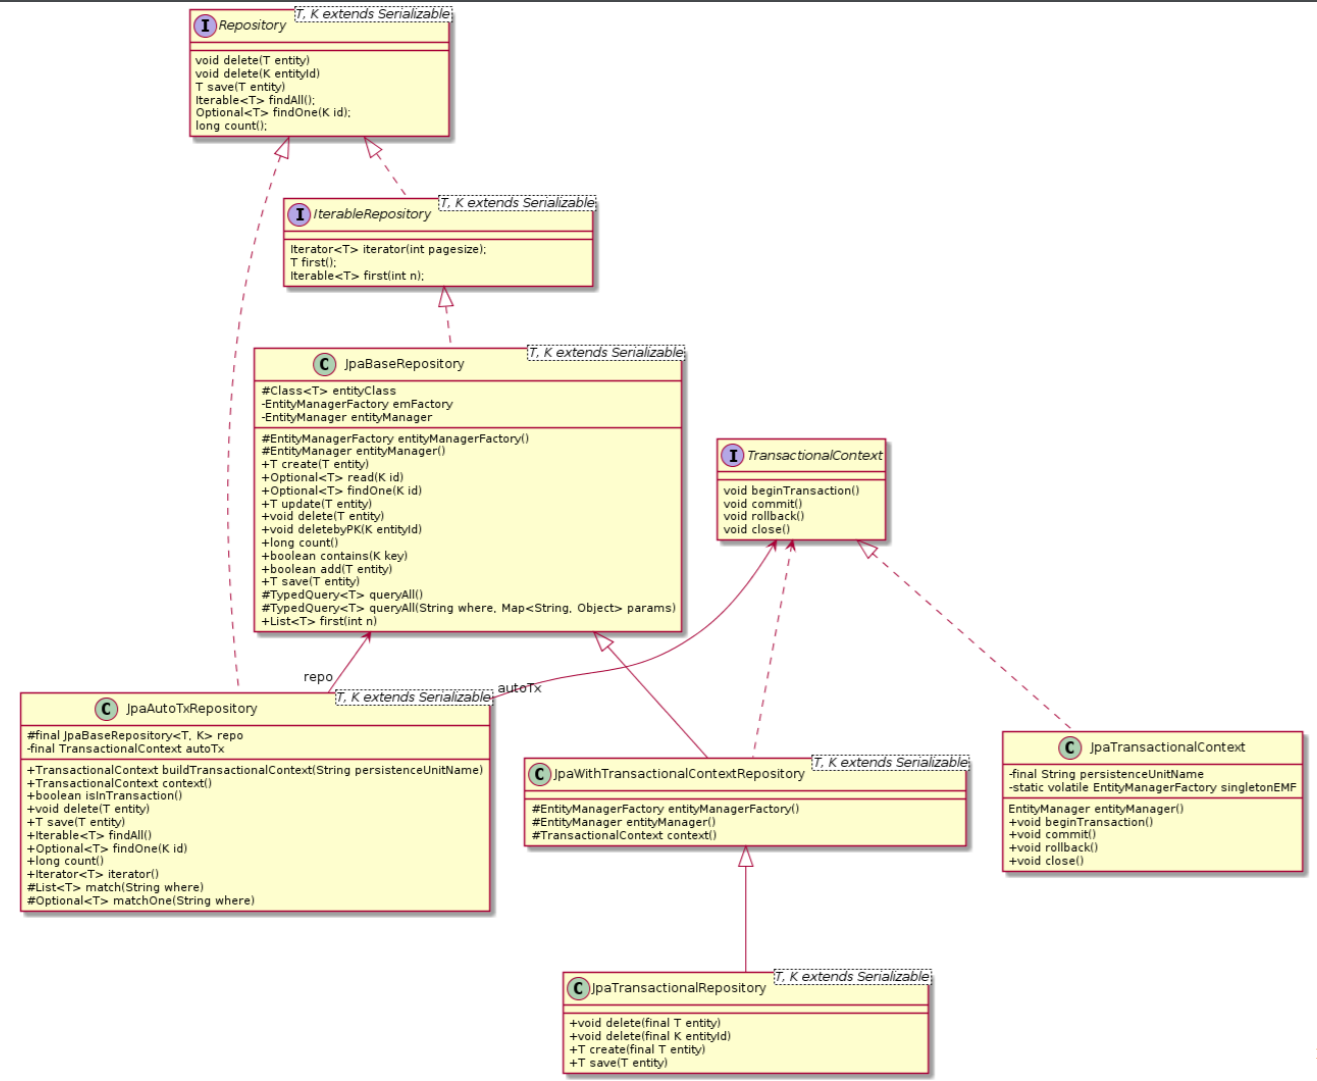 T, K extends Serializable
I Repository
void delete(T entity)
void delete(K entityId)
T save(T entity)
Iterable<T> findAll();
Optional<T> findOne(K id);
long count();
T, K extends Serializable
I IterableRepository
Iterator<T> iterator(int pagesize);
T first();
Iterable<T> first(int n);
T, K extends Serializable
C JpaBaseRepository
#Class<T> entityClass
-EntityManagerFactory emFactory
-EntityManager entityManager
#EntityManagerFactory entityManagerFactory()
#EntityManager entityManager()
+T create(T entity)
+Optional<T> read(K id)
+Optional<T> findOne(K id)
+T update(T entity)
+void delete(T entity)
+void deletebyPK(K entityId)
+long count()
+boolean contains(K key)
+boolean add(T entity)
+T save(T entity)
#TypedQuery<T> queryAll()
#TypedQuery<T> queryAll(String where, Map<String, Object> params)
+List<T> first(int n)
I TransactionalContext
void beginTransaction()
void commit()
void rollback()
void close()
repo
autoTx
T, K extends Serializable
C JpaAutoTxRepository
#final JpaBaseRepository<T, K> repo
-final TransactionalContext autoTx
+TransactionalContext buildTransactionalContext(String persistenceUnitName)
+TransactionalContext context()
+boolean isInTransaction()
+void delete(T entity)
+T save(T entity)
+Iterable<T> findAll()
+Optional<T> findOne(K id)
+long count()
+Iterator<T> iterator()
#List<T> match(String where)
#Optional<T> matchOne(String where)
T, K extends Serializable
C JpaWithTransactionalContextRepository
#EntityManagerFactory entityManagerFactory()
#EntityManager entityManager()
#TransactionalContext context()
C JpaTransactionalContext
-final String persistenceUnitName
-static volatile EntityManagerFactory singletonEMF
EntityManager entityManager()
+void beginTransaction()
+void commit()
+void rollback()
+void close()
T, K extends Serializable
C JpaTransactionalRepository
+void delete(final T entity)
+void delete(final K entityId)
+T create(final T entity)
+T save(T entity)